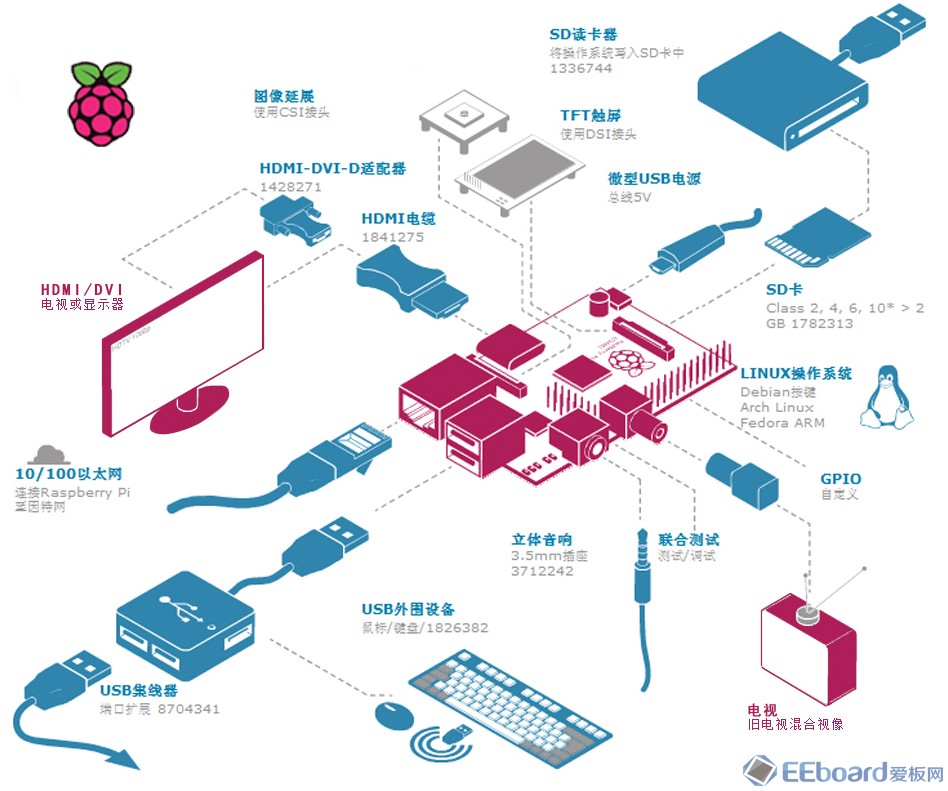 SD读卡器
将操作系统写入SD卡中
1336744
图像延展
使用CSI接头
TFT触屏
使用DSI接头
HDMI-DVI-D适配器
1428271
微型USB电源
总线5V
HDMI电缆
1841275
HDMI/DVI
电视或显示器
SD卡
Class 2, 4, 6, 10* > 2
GB 1782313
HDTV 1080p
LINUX操作系统
Debian按键
Arch Linux
Fedora ARM
10/100以太网
连接Raspberry Pi
至因特网
GPIO
自定义
立体音响
3.5mm插座
3712242
联合测试
测试/调试
USB外围设备
鼠标/键盘/1826382
USB集线器
端口扩展 8704341
电视
旧电视混合视像
EEboard爱板网